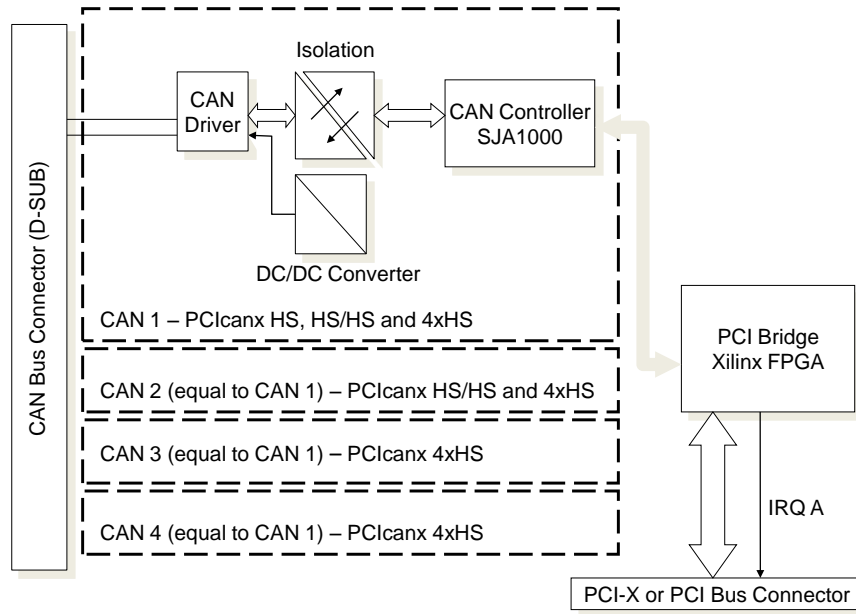 CAN Bus Connector (D-SUB)
Isolation
CAN
Driver
CAN Controller
SJA1000
DC/DC Converter
CAN 1 – PCIcanx HS, HS/HS and 4xHS
CAN 2 (equal to CAN 1) – PCIcanx HS/HS and 4xHS
CAN 3 (equal to CAN 1) – PCIcanx 4xHS
CAN 4 (equal to CAN 1) – PCIcanx 4xHS
PCI Bridge
Xilinx FPGA
IRQ A
PCI-X or PCI Bus Connector